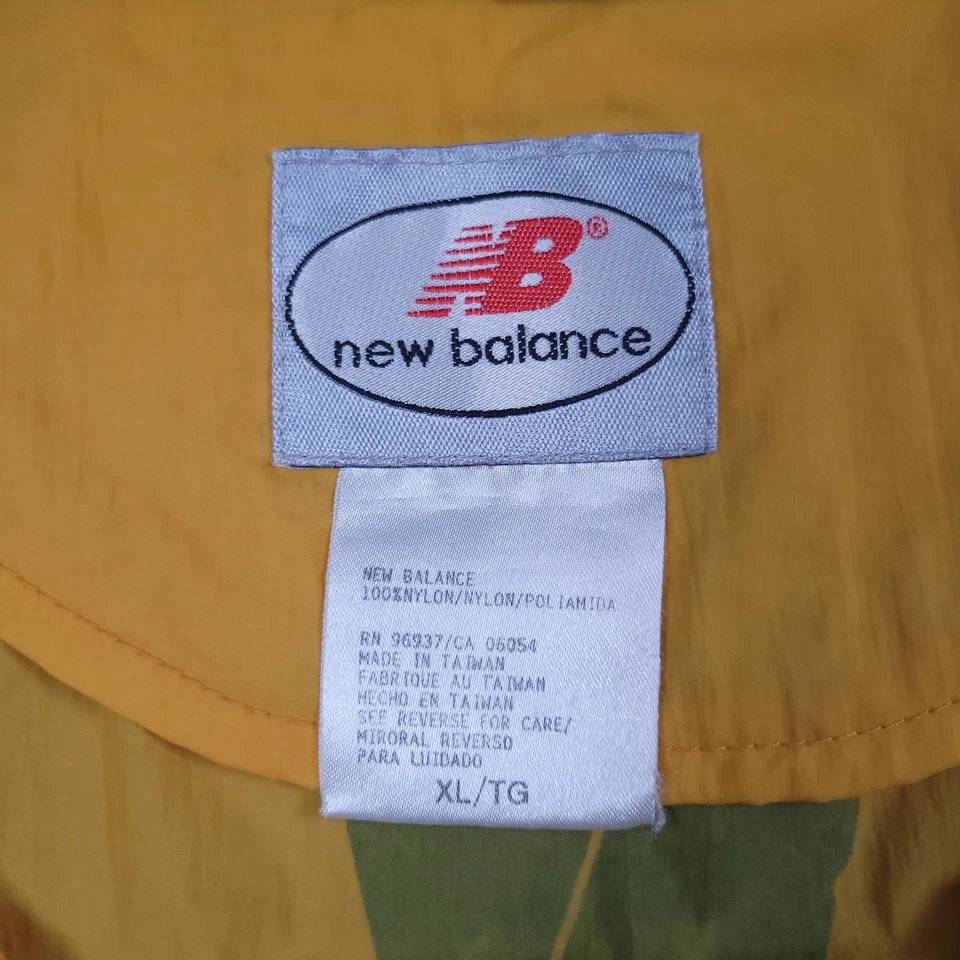 NB®
new balance
NEW BALANCE
100%NYLON/NYLON/POLIAMIDA
RN 96937/CA 06054
MADE IN TAIWAN
FABRIQUE AU TAIWAN
HECHO EN TAIWAN
SEE REVERSE FOR CARE/
MIRORAL REVERSO
PARA LUIDADO
XL/TG